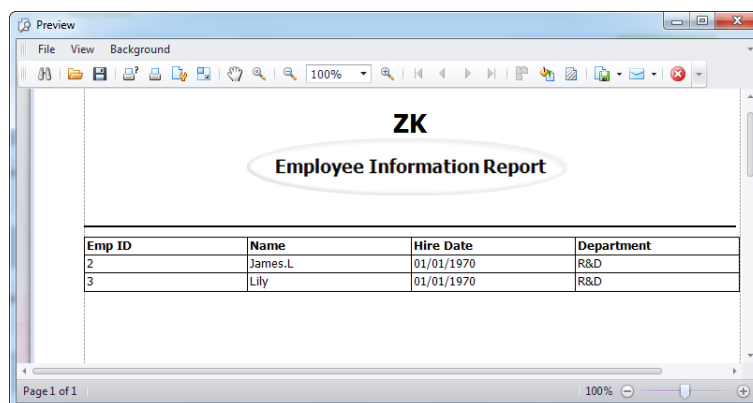 Preview
File View Background
100%
ZK
Employee Information Report
Emp ID Name Hire Date Department
2 James.L 01/01/1970 R&D
3 Lily 01/01/1970 R&D
Page 1 of 1 100%